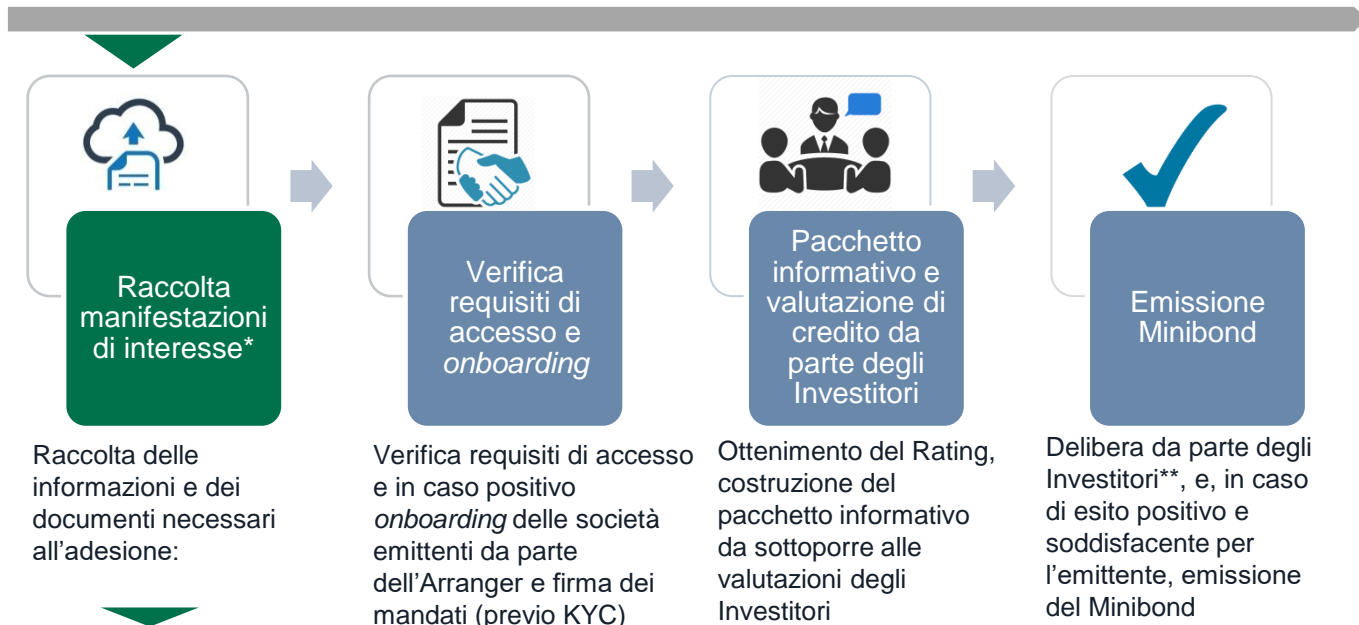 Raccolta
manifestazioni
di interesse*
Verifica
requisiti di
accesso e
onboarding
Pacchetto
informativo e
valutazione di
credito da
parte degli
Investitori
Emissione
Minibond
Raccolta delle
informazioni e dei
documenti necessari
all'adesione:
Verifica requisiti di accesso
e in caso positivo
onboarding delle società
emittenti da parte
dell'Arranger e firma dei
mandati (previo KYC)
Ottenimento del Rating,
costruzione del
pacchetto informativo
da sottoporre alle
valutazioni degli
Investitori
Delibera da parte degli
Investitori**, e, in caso
di esito positivo e
soddisfacente per
l’emittente, emissione
del Minibond